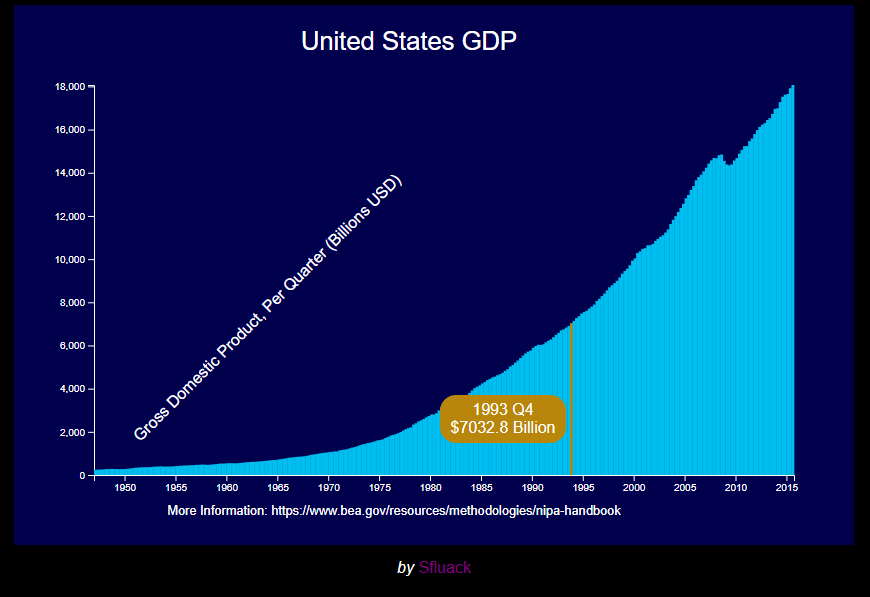 United States GDP
18,000
16,000
14,000
12,000
10,000
8,000
6,000
4,000
2,000
0
Gross Domestic Product, Per Quarter (Billions USD)
1993 Q4
$7032.8 Billion
1950 1955 1960 1965 1970 1975 1980 1985 1990 1995 2000 2005 2010 2015
More Information: https://www.bea.gov/resources/methodologies/nipa-handbook
by Sfluack